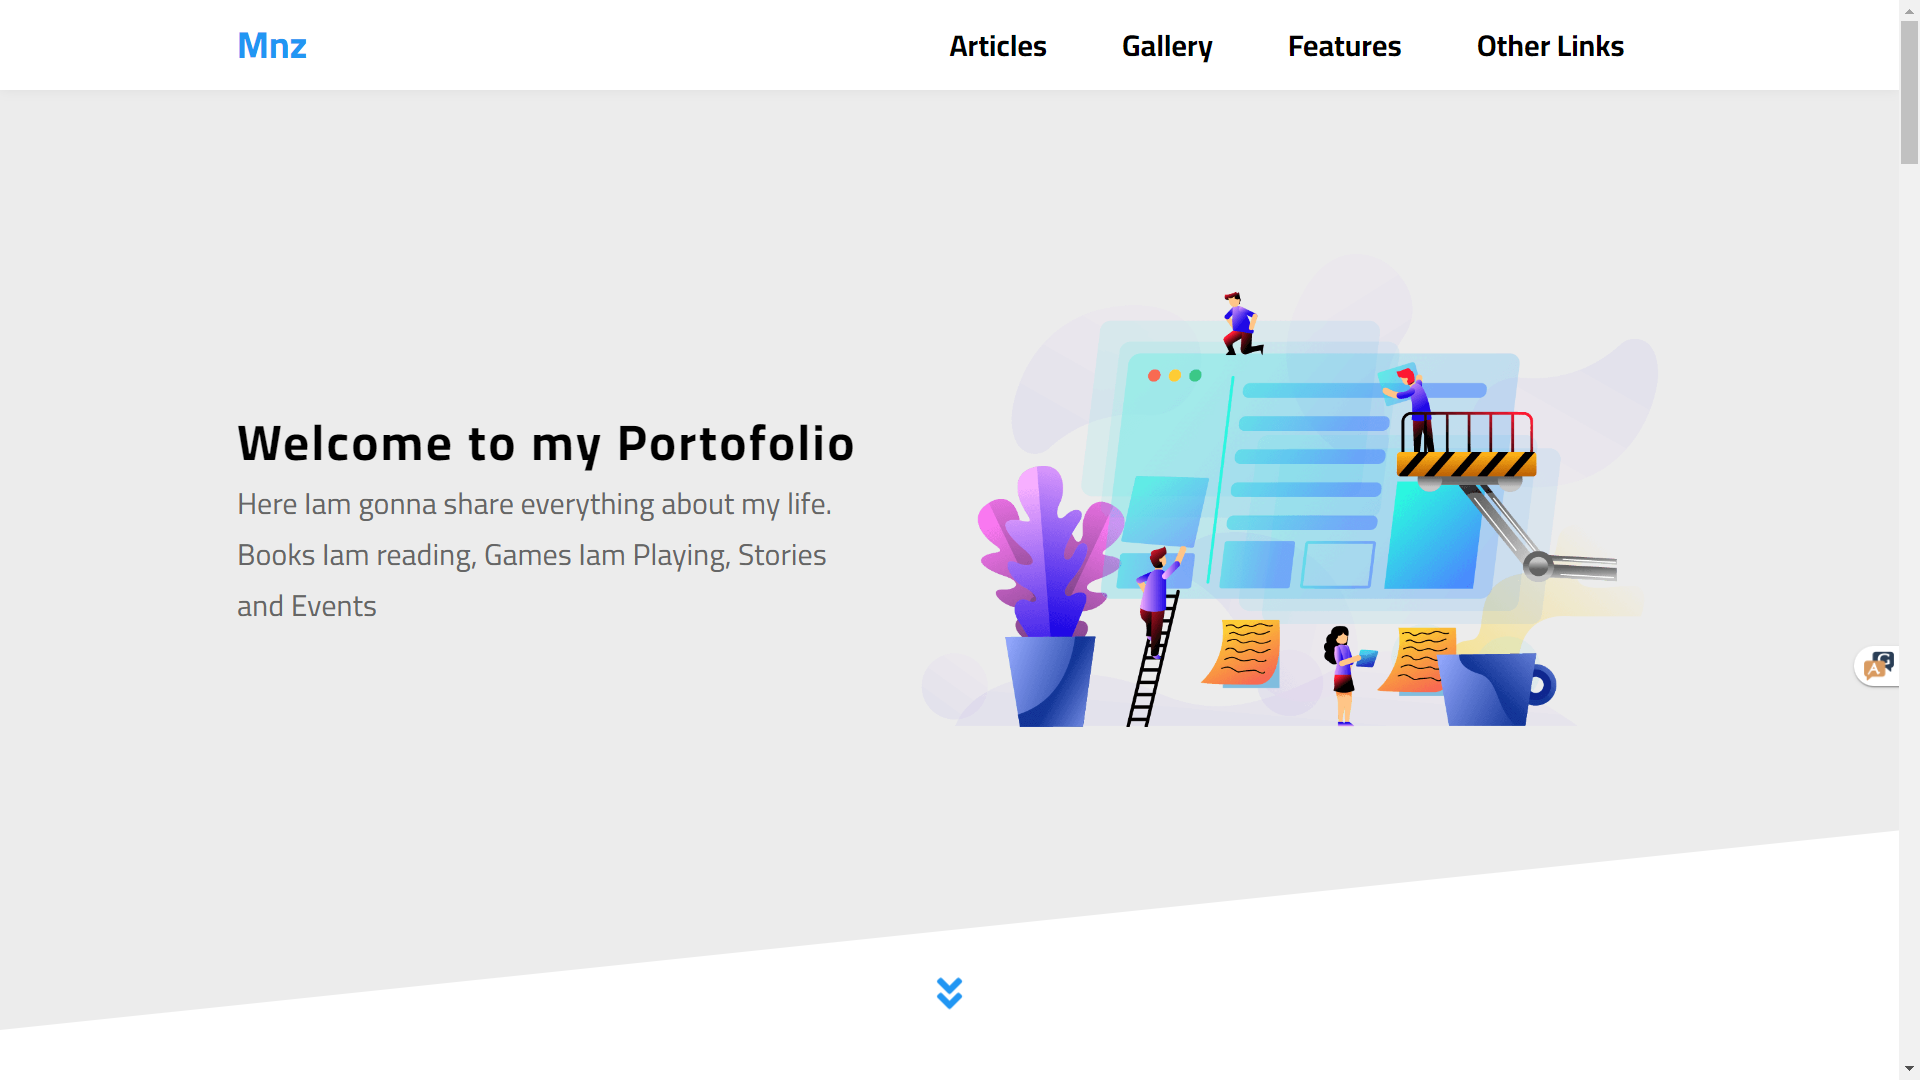 Mnz
Articles
Gallery
Features
Other Links
Welcome to my Portofolio
Here Iam gonna share everything about my life.
Books Iam reading, Games Iam Playing, Stories
and Events